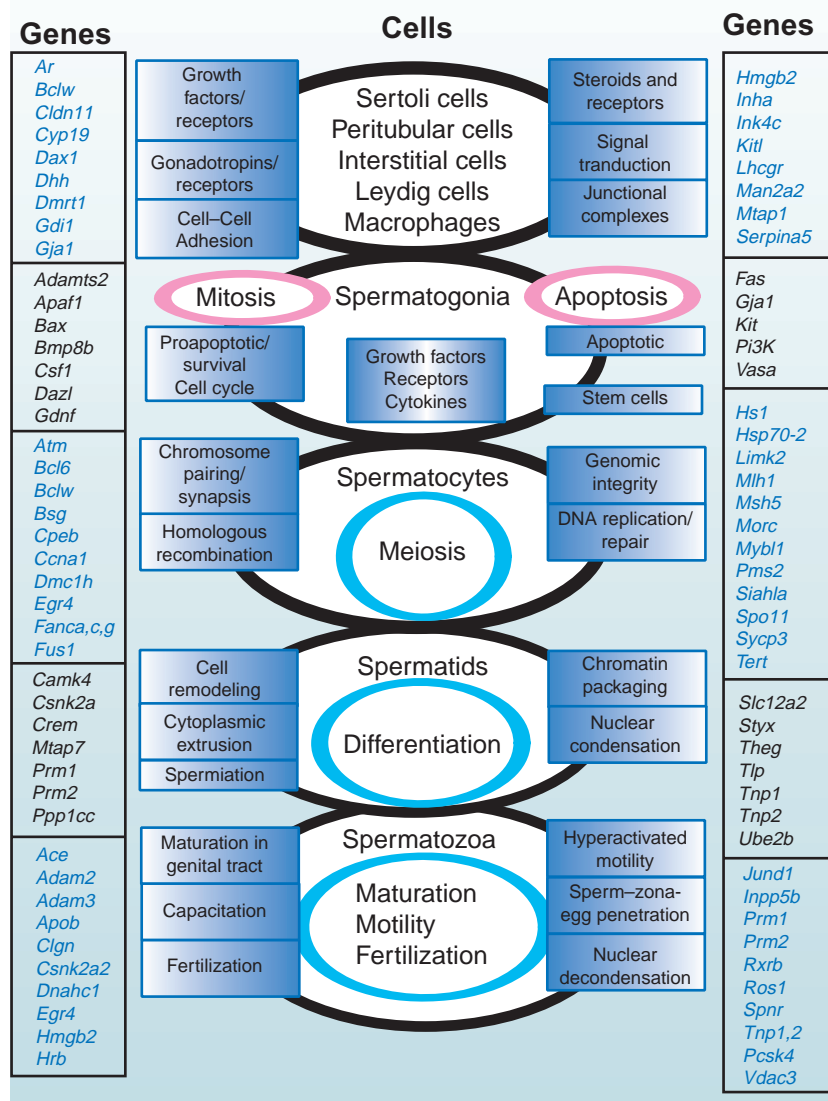 Genes
Cells
Genes
Ar
Bclw
Cldn11
Cyp19
Dax1
Dhh
Dmrt1
Gdi1
Gja1
Growth
factors/
receptors
Gonadotropins/
receptors
Cell–Cell
Adhesion
Sertoli cells
Peritubular cells
Interstitial cells
Leydig cells
Macrophages
Steroids and
receptors
Signal
tranduction
Junctional
complexes
Hmgb2
Inha
Ink4c
Kitl
Lhcgr
Man2a2
Mtap1
Serpina5
Adamts2
Apaf1
Bax
Bmp8b
Csf1
Dazl
Gdnf
Mitosis
Spermatogonia
Apoptosis
Proapoptotic/
survival
Cell cycle
Growth factors
Receptors
Cytokines
Apoptotic
Stem cells
Fas
Gja1
Kit
Pi3K
Vasa
Atm
Bcl6
Bclw
Bsg
Cpeb
Ccna1
Dmc1h
Egr4
Fanca,c,g
Fus1
Chromosome
pairing/
synapsis
Homologous
recombination
Spermatocytes
Meiosis
Genomic
integrity
DNA replication/
repair
Hs1
Hsp70-2
Limk2
Mlh1
Msh5
Morc
Mybl1
Pms2
Siahla
Spo11
Sycp3
Tert
Camk4
Csnk2a
Crem
Mtap7
Prm1
Prm2
Ppp1cc
Cell
remodeling
Cytoplasmic
extrusion
Spermiation
Spermatids
Differentiation
Chromatin
packaging
Nuclear
condensation
Slc12a2
Styx
Theg
Tlp
Tnp1
Tnp2
Ube2b
Ace
Adam2
Adam3
Apob
Clgn
Csnk2a2
Dnahc1
Egr4
Hmgb2
Hrb
Maturation in
genital tract
Capacitation
Fertilization
Spermatozoa
Maturation
Motility
Fertilization
Hyperactivated
motility
Sperm–zona-
egg penetration
Nuclear
decondensation
Jund1
Inpp5b
Prm1
Prm2
Rxrb
Ros1
Spnr
Tnp1,2
Pcsk4
Vdac3